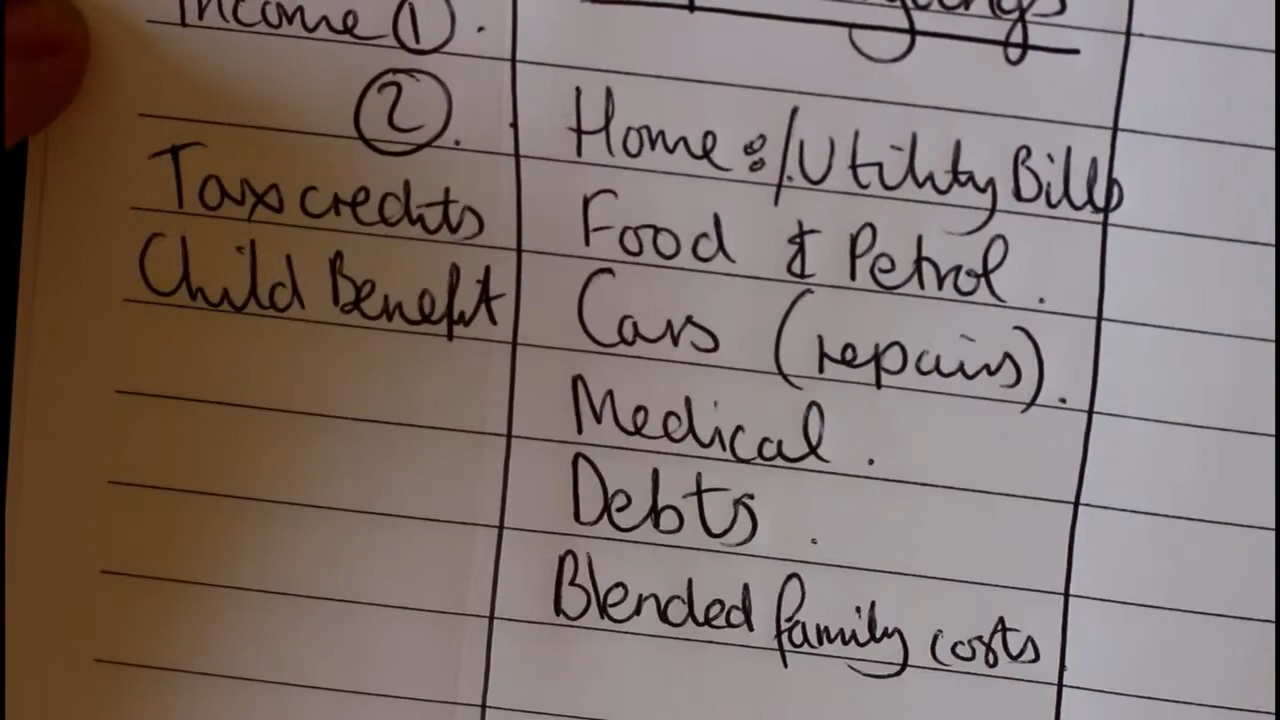 Income ①.
②.
Tax credits
Child Benefit
Home:/Utility Bills
Food & Petrol.
Cars (repairs).
Medical.
Debts.
Blended family costs